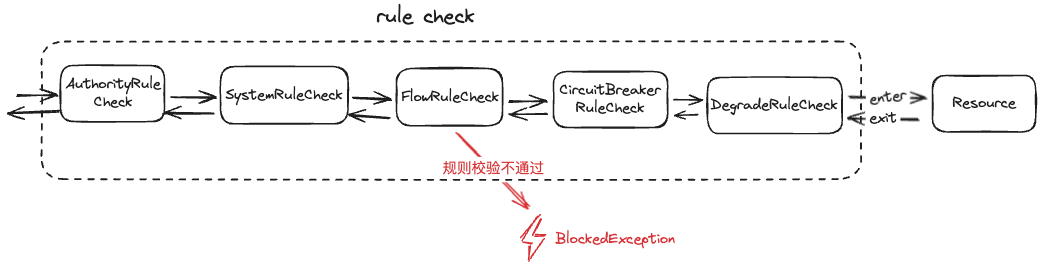 rule check
AuthorityRule
Check
SystemRuleCheck
FlowRuleCheck
CircuitBreaker
RuleCheck
DegradeRuleCheck
enter
exit
Resource
规则校验不通过
BlockedException